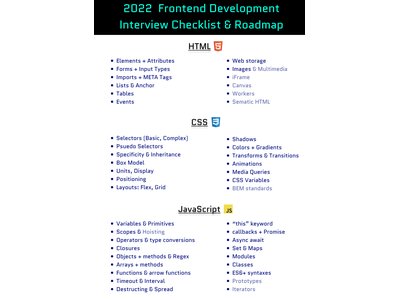 2022 Frontend Development
Interview Checklist & Roadmap
HTML
Elements + Attributes
Forms + Input Types
Imports + META Tags
Lists & Anchor
Tables
Events
Web storage
Images & Multimedia
iFrame
Canvas
Workers
Sematic HTML
CSS
Selectors (Basic, Complex)
Psuedo Selectors
Specificity & Inheritance
Box Model
Units, Display
Positioning
Layouts: Flex, Grid
Shadows
Colors + Gradients
Transforms & Transitions
Animations
Media Queries
CSS Variables
BEM standards
JavaScript
JS
Variables & Primitives
Scopes & Hoisting
Operators & type conversions
Closures
Objects + methods & Regex
Arrays + methods
Functions & arrow functions
Timeout & Interval
Destructing & Spread
"this" keyword
callbacks + Promise
Async await
Set & Maps
Modules
Classes
ES6+ syntaxes
Prototypes
Iterators